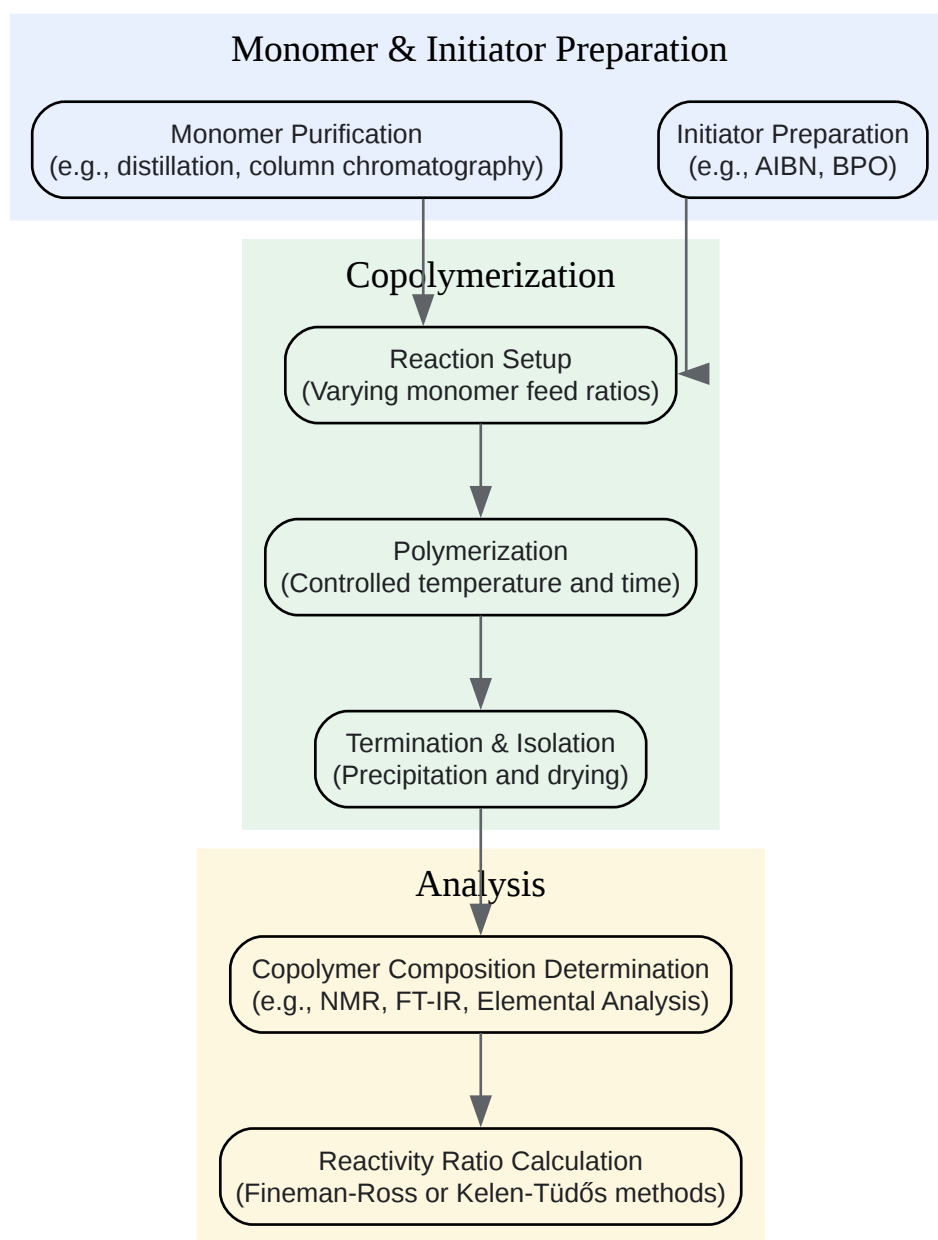 Monomer & Initiator Preparation
Monomer Purification
(e.g., distillation, column chromatography)
Initiator Preparation
(e.g., AIBN, BPO)
Copolymerization
Reaction Setup
(Varying monomer feed ratios)
Polymerization
(Controlled temperature and time)
Termination & Isolation
(Precipitation and drying)
Analysis
Copolymer Composition Determination
(e.g., NMR, FT-IR, Elemental Analysis)
Reactivity Ratio Calculation
(Fineman-Ross or Kelen-Tüdős methods)